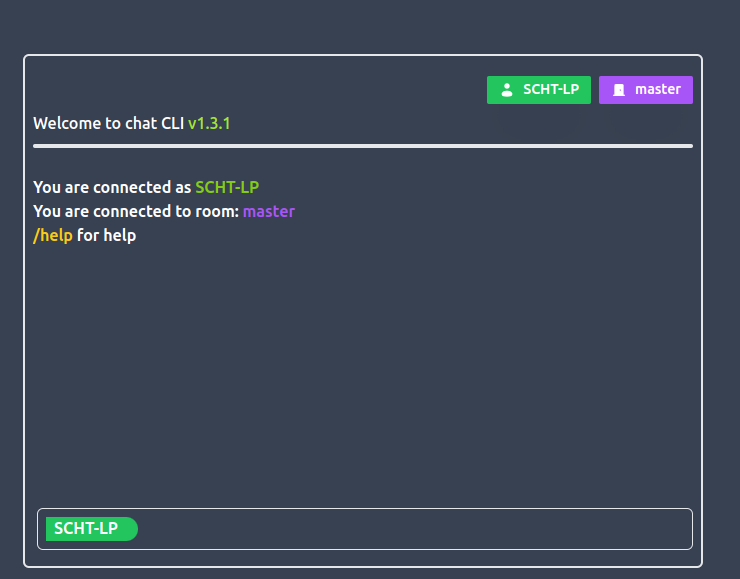 SCHT-LP master
Welcome to chat CLI v1.3.1
You are connected as SCHT-LP
You are connected to room: master
/help for help
SCHT-LP